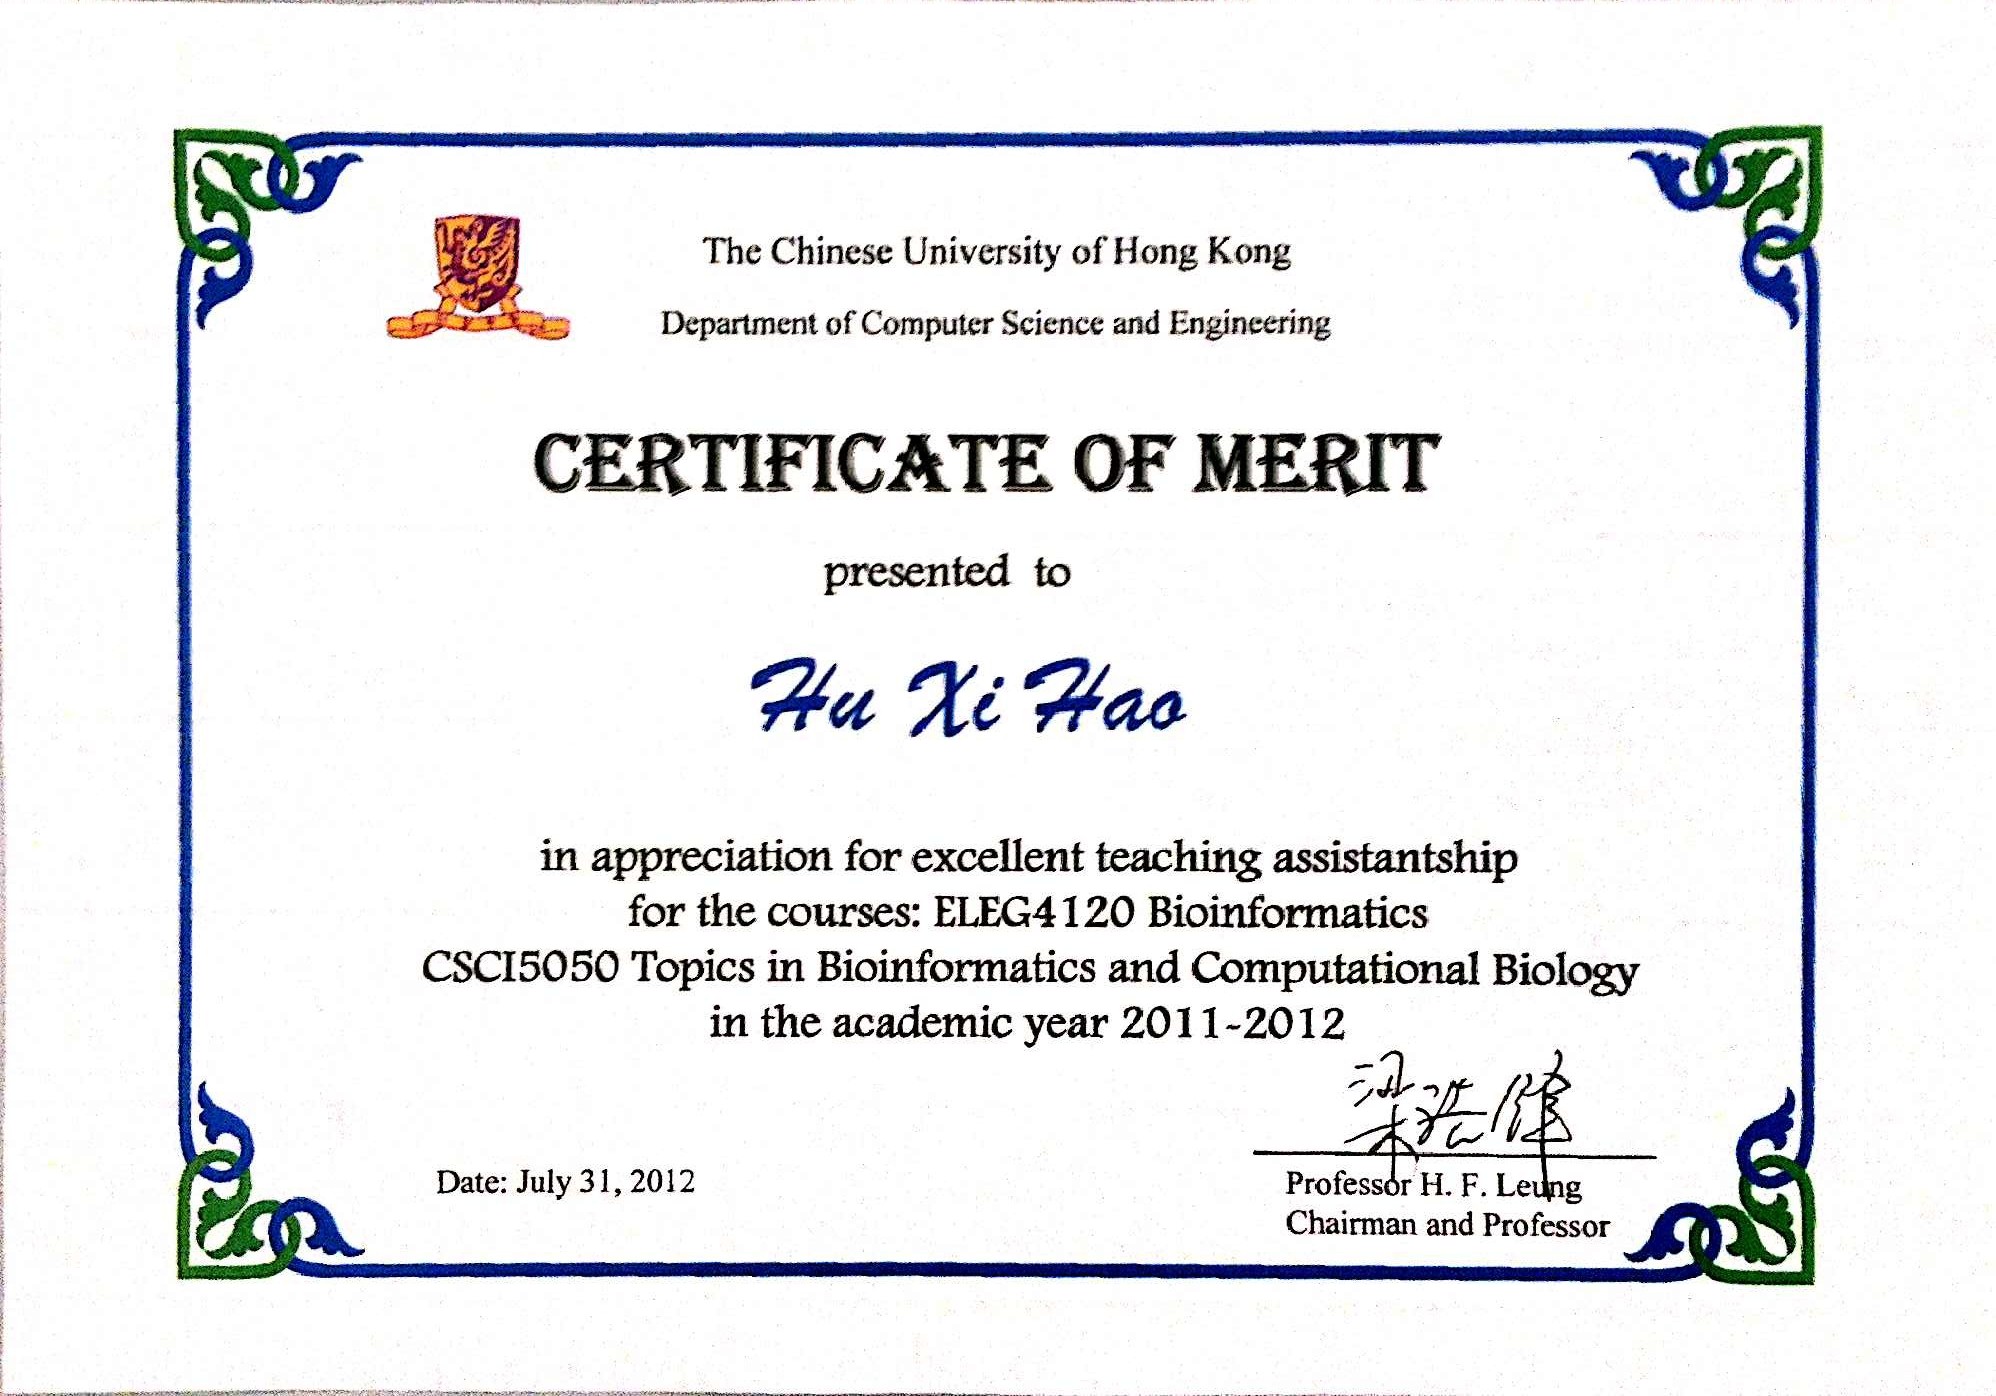 The Chinese University of Hong Kong
Department of Computer Science and Engineering
CERTIFICATE OF MERIT
presented to
Hu Xi Hao
in appreciation for excellent teaching assistantship
for the courses: ELEG4120 Bioinformatics
CSCI5050 Topics in Bioinformatics and Computational Biology
in the academic year 2011-2012
梁浩健
Date: July 31, 2012
Professor H. F. Leung
Chairman and Professor